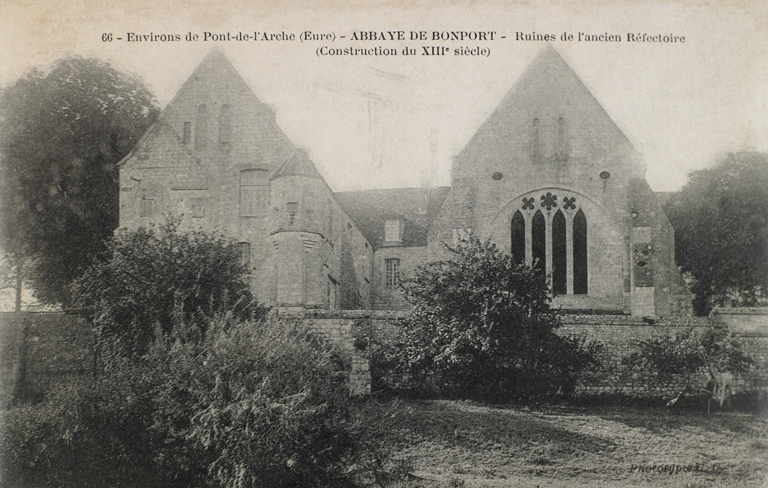 66 - Environs de Pont-de-l'Arche (Eure) - ABBAYE DE BONPORT - Ruines de l'ancien Réfectoire
(Construction du XIIIe siècle)